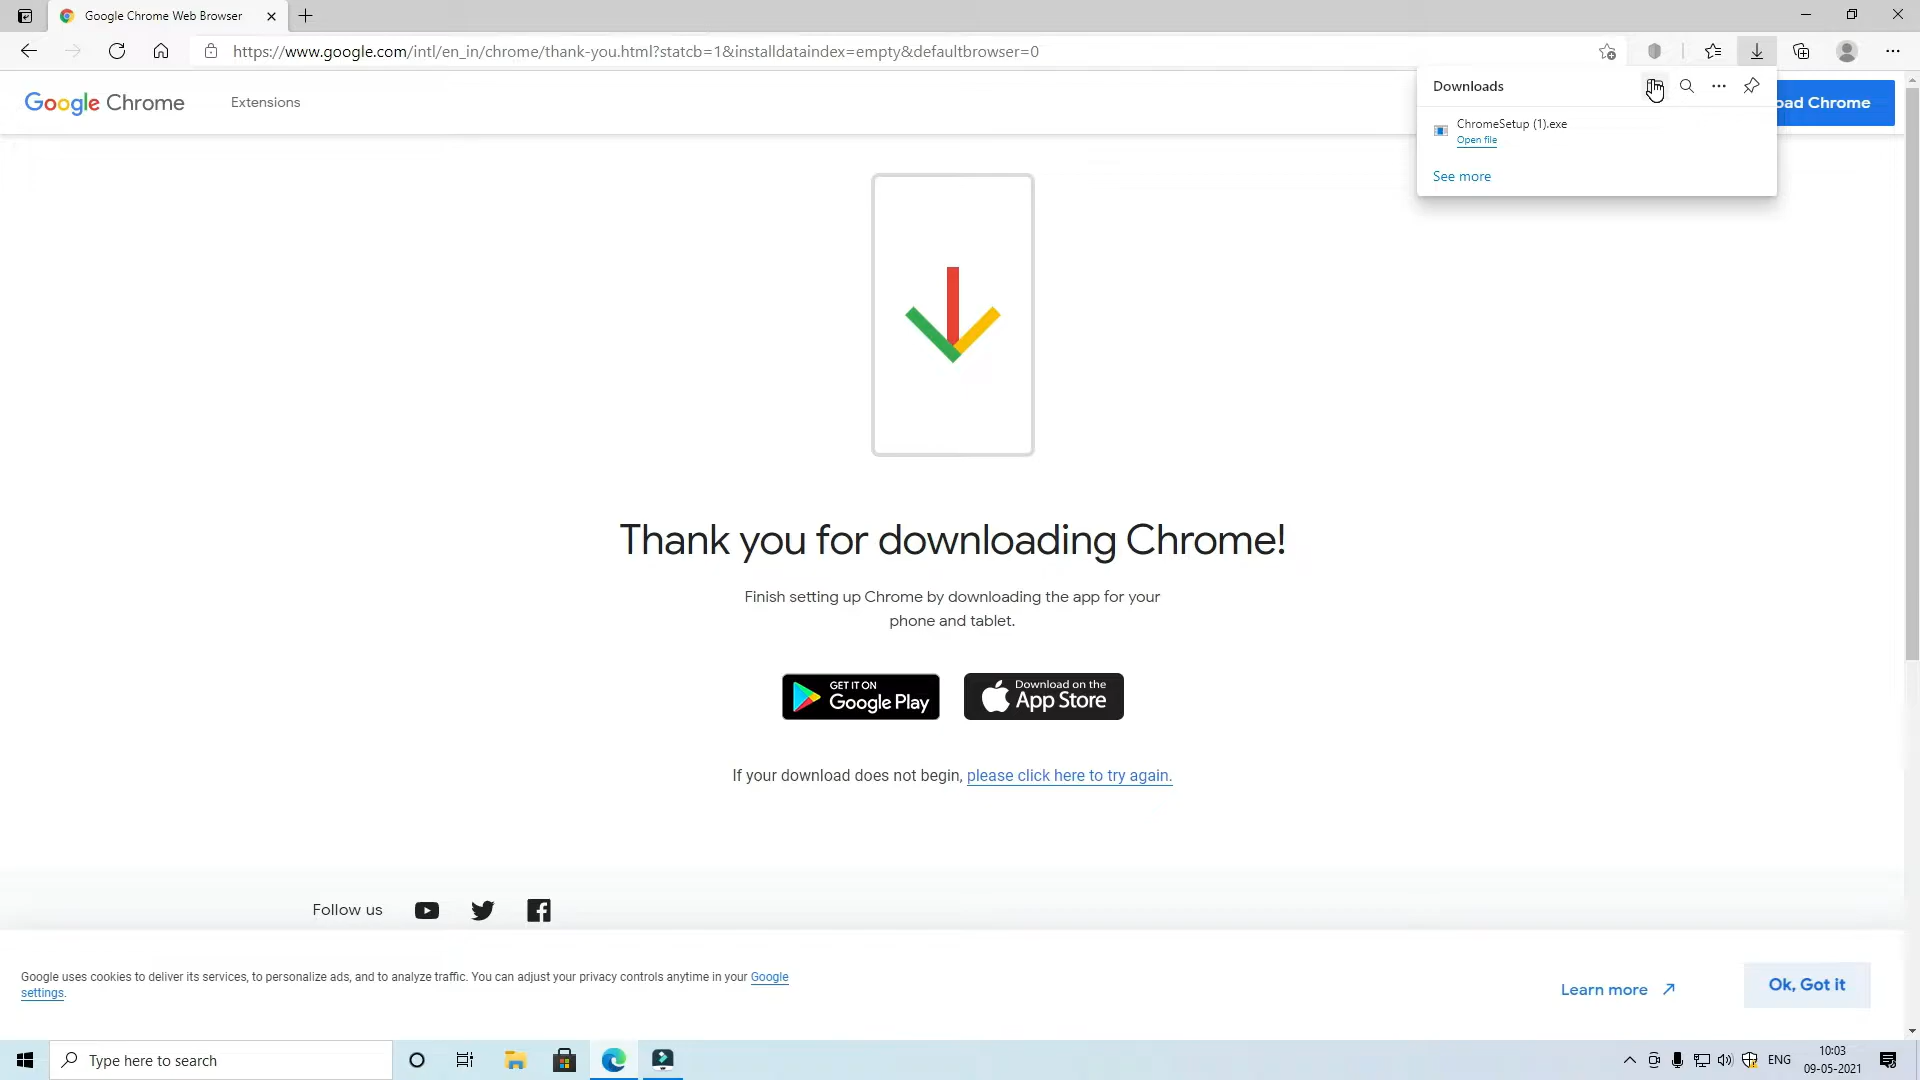 Google Chrome Web Browser
https://www.google.com/intl/en_in/chrome/thank-you.html?statcb=1&installdataindex=empty&defaultbrowser=0
Google Chrome
Extensions
Downloads
oad Chrome
ChromeSetup (1).exe
Open file
See more
Thank you for downloading Chrome!
Finish setting up Chrome by downloading the app for your
phone and tablet.
GET IT ON
Google Play
Download on the
App Store
If your download does not begin, please click here to try again.
Follow us
Google uses cookies to deliver its services, to personalize ads, and to analyze traffic. You can adjust your privacy controls anytime in your Google
settings.
Learn more
Ok, Got it
Type here to search
ENG
10:03
09-05-2021